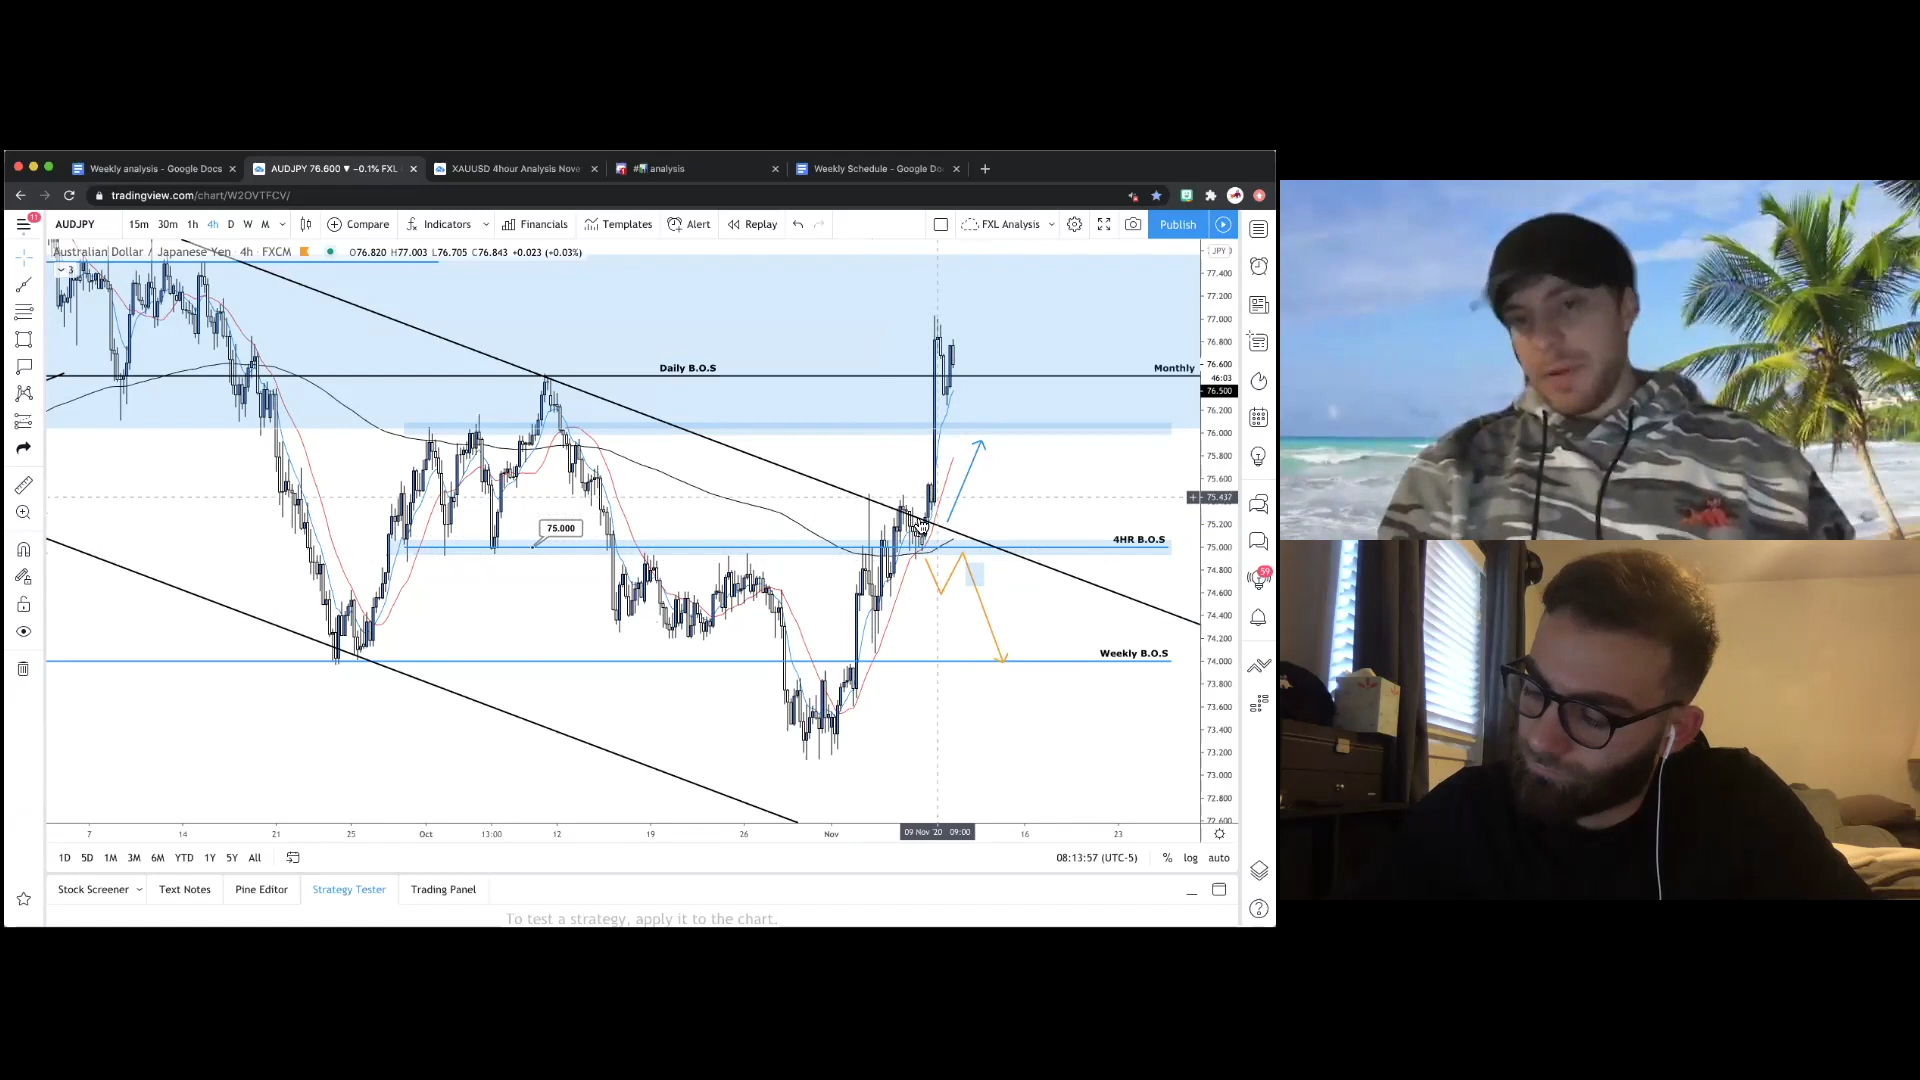 Weekly analysis - Google Docs
AUDJPY 76.600 ▼ −0.1% FXL
XAUUSD 4hour Analysis Nove
analysis
Weekly Schedule - Google Do
tradingview.com/chart/W2OVTFCV/
11
AUDJPY 15m 30m 1h 4h D W M Compare Indicators Financials Templates Alert Replay FXL Analysis Publish
Australian Dollar / Japanese Yen · 4h · FXCM O76.820 H77.003 L76.705 C76.843 +0.023 (+0.03%)
JPY
3
77.400
77.200
77.000
76.800
Daily B.O.S
Monthly
76.600
46:03
76.500
76.200
76.000
75.800
75.600
75.437
75.200
75.000
4HR B.O.S
75.000
74.800
59
74.600
74.400
74.200
Weekly B.O.S
74.000
73.800
73.600
73.400
73.200
73.000
72.800
72.600
7 14 21 25 Oct 13:00 12 19 26 Nov 09 Nov '20 09:00 16 23
1D 5D 1M 3M 6M YTD 1Y 5Y All
08:13:57 (UTC-5) % log auto
Stock Screener Text Notes Pine Editor Strategy Tester Trading Panel
To test a strategy, apply it to the chart.